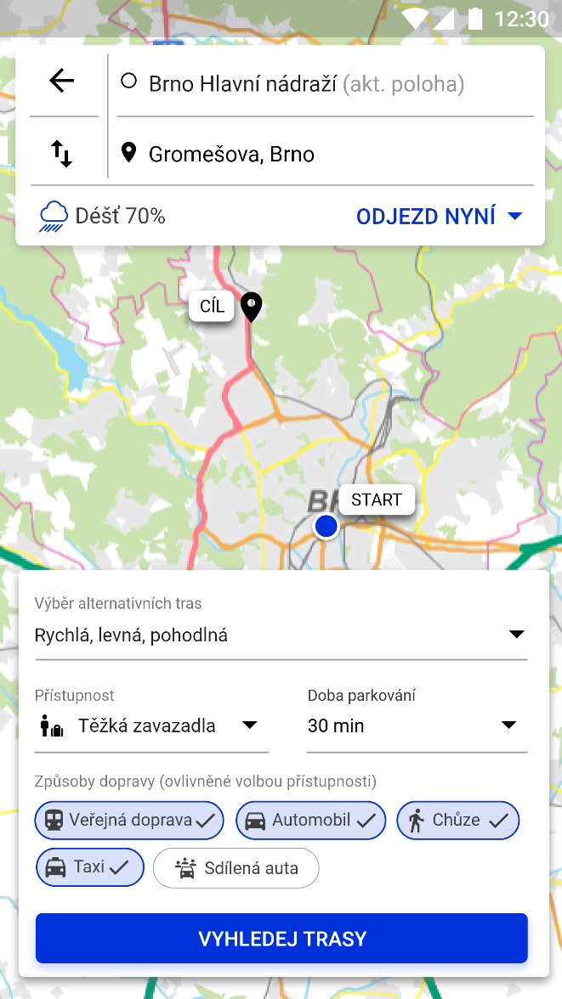 12:30
Brno Hlavní nádraží (akt. poloha)
Gromešova, Brno
Déšť 70%
ODJEZD NYNÍ
CÍL
START
Výběr alternativních tras
Rychlá, levná, pohodlná
Přístupnost
Doba parkování
Těžká zavazadla
30 min
Způsoby dopravy (ovlivněné volbou přístupnosti)
Veřejná doprava
Automobil
Chůze
Taxi
Sdílená auta
VYHLEDEJ TRASY